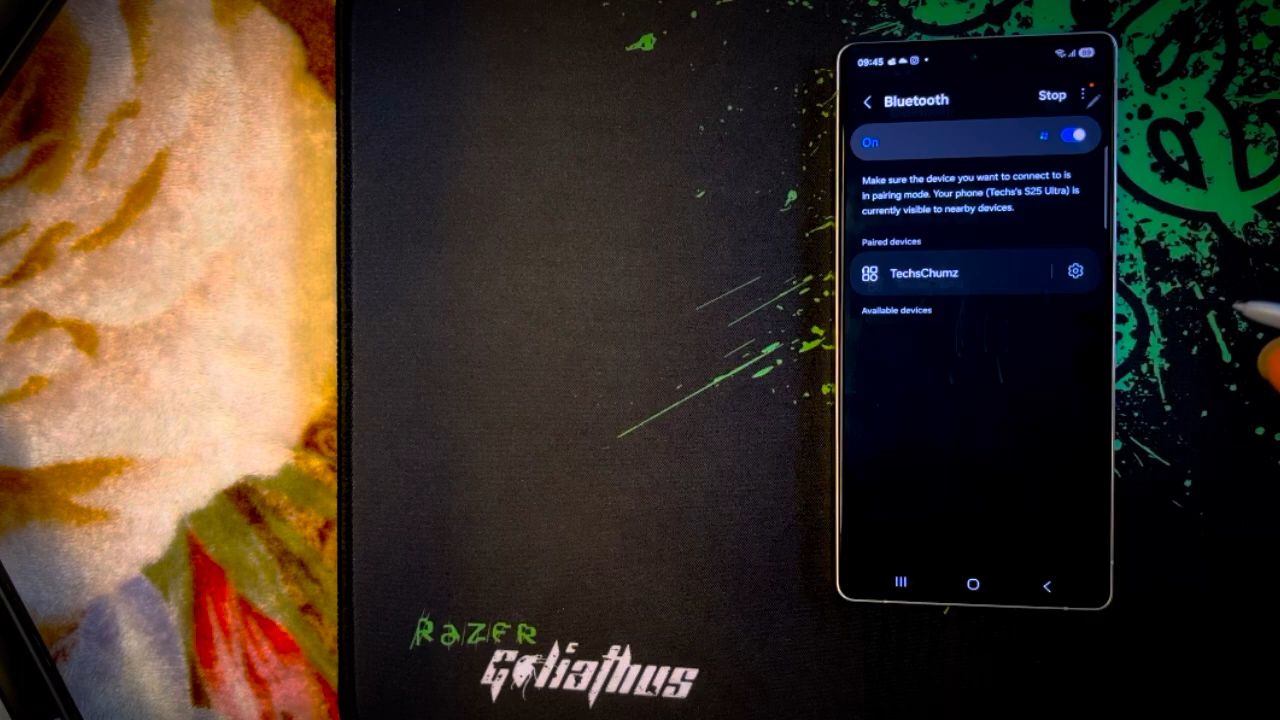 09:45
89
Bluetooth
Stop
On
Make sure the device you want to connect to is
in pairing mode. Your phone (Techs's S25 Ultra) is
currently visible to nearby devices.
Paired devices
TechsChumz
Available devices
RAZER
Goliathus